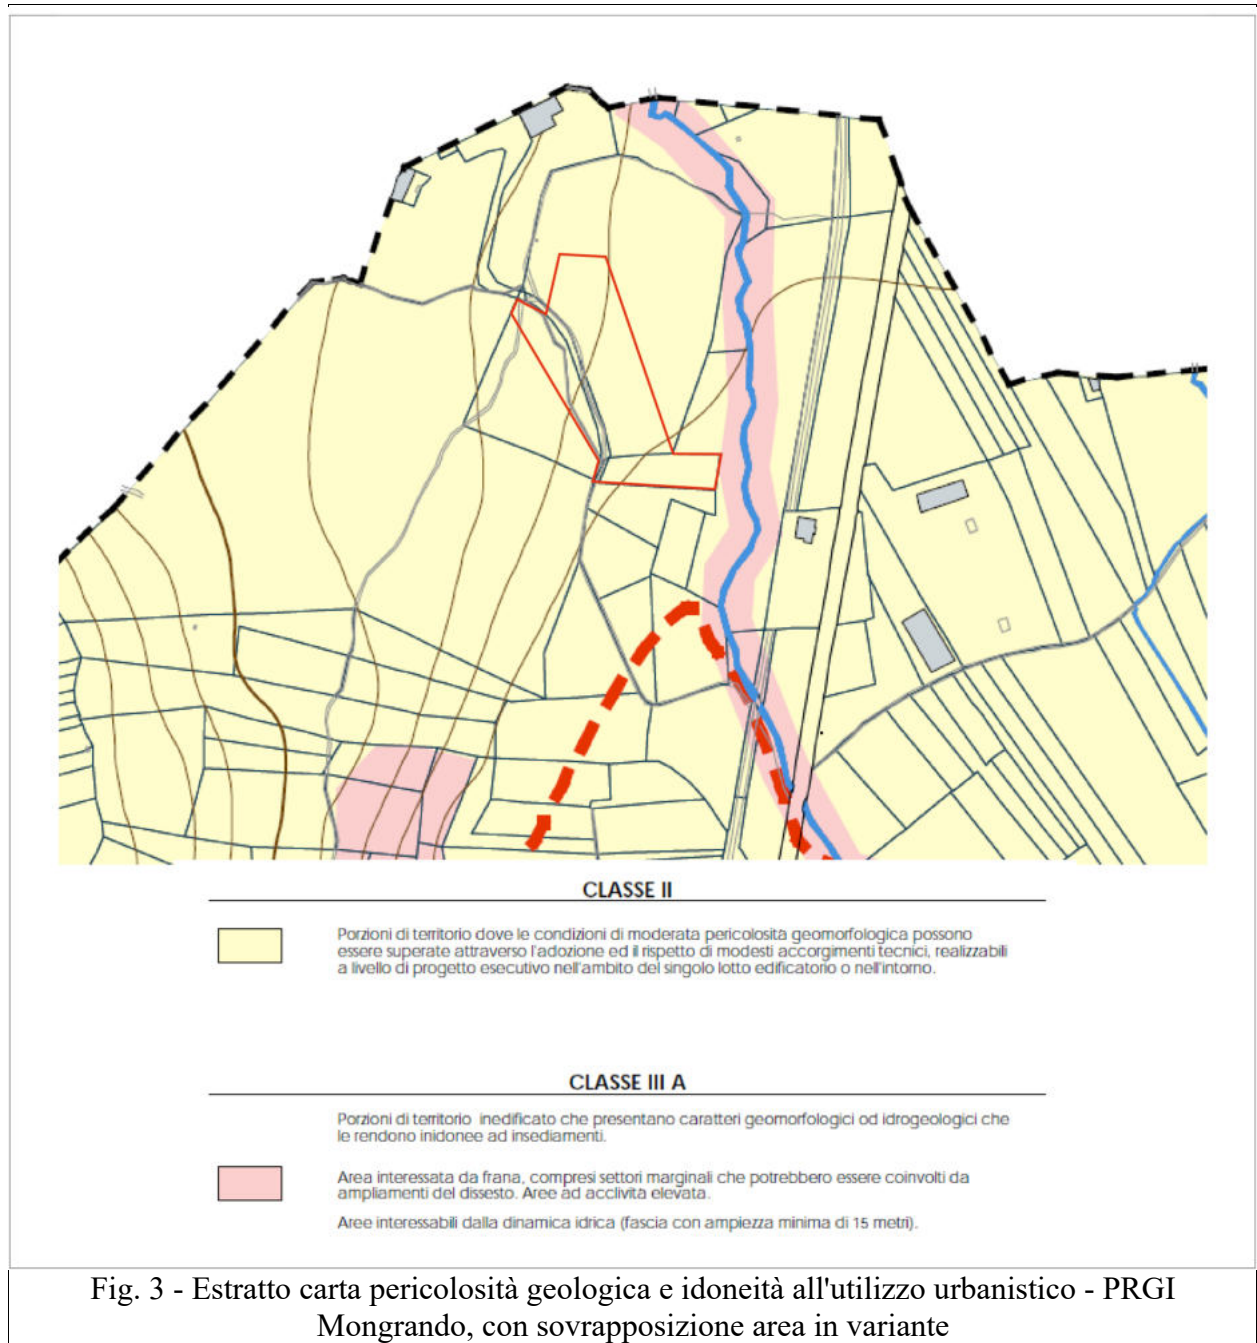 CLASSE II
Porzioni di territorio dove le condizioni di moderata pericolosità geomorfologica possono
essere superate attraverso l'adozione ed il rispetto di modesti accorgimenti tecnici, realizzabili
a livello di progetto esecutivo nell'ambito del singolo lotto edificatorio o nell'intorno.
CLASSE III A
Porzioni di territorio inedificato che presentano caratteri geomorfologici od idrogeologici che
le rendono inidonee ad insediamenti.
Area interessata da frana, compresi settori marginali che potrebbero essere coinvolti da
ampliamenti del dissesto. Aree ad acclività elevata.
Aree interessabili dalla dinamica idrica (fascia con ampiezza minima di 15 metri).
Fig. 3 - Estratto carta pericolosità geologica e idoneità all'utilizzo urbanistico - PRGI
Mongrando, con sovrapposizione area in variante